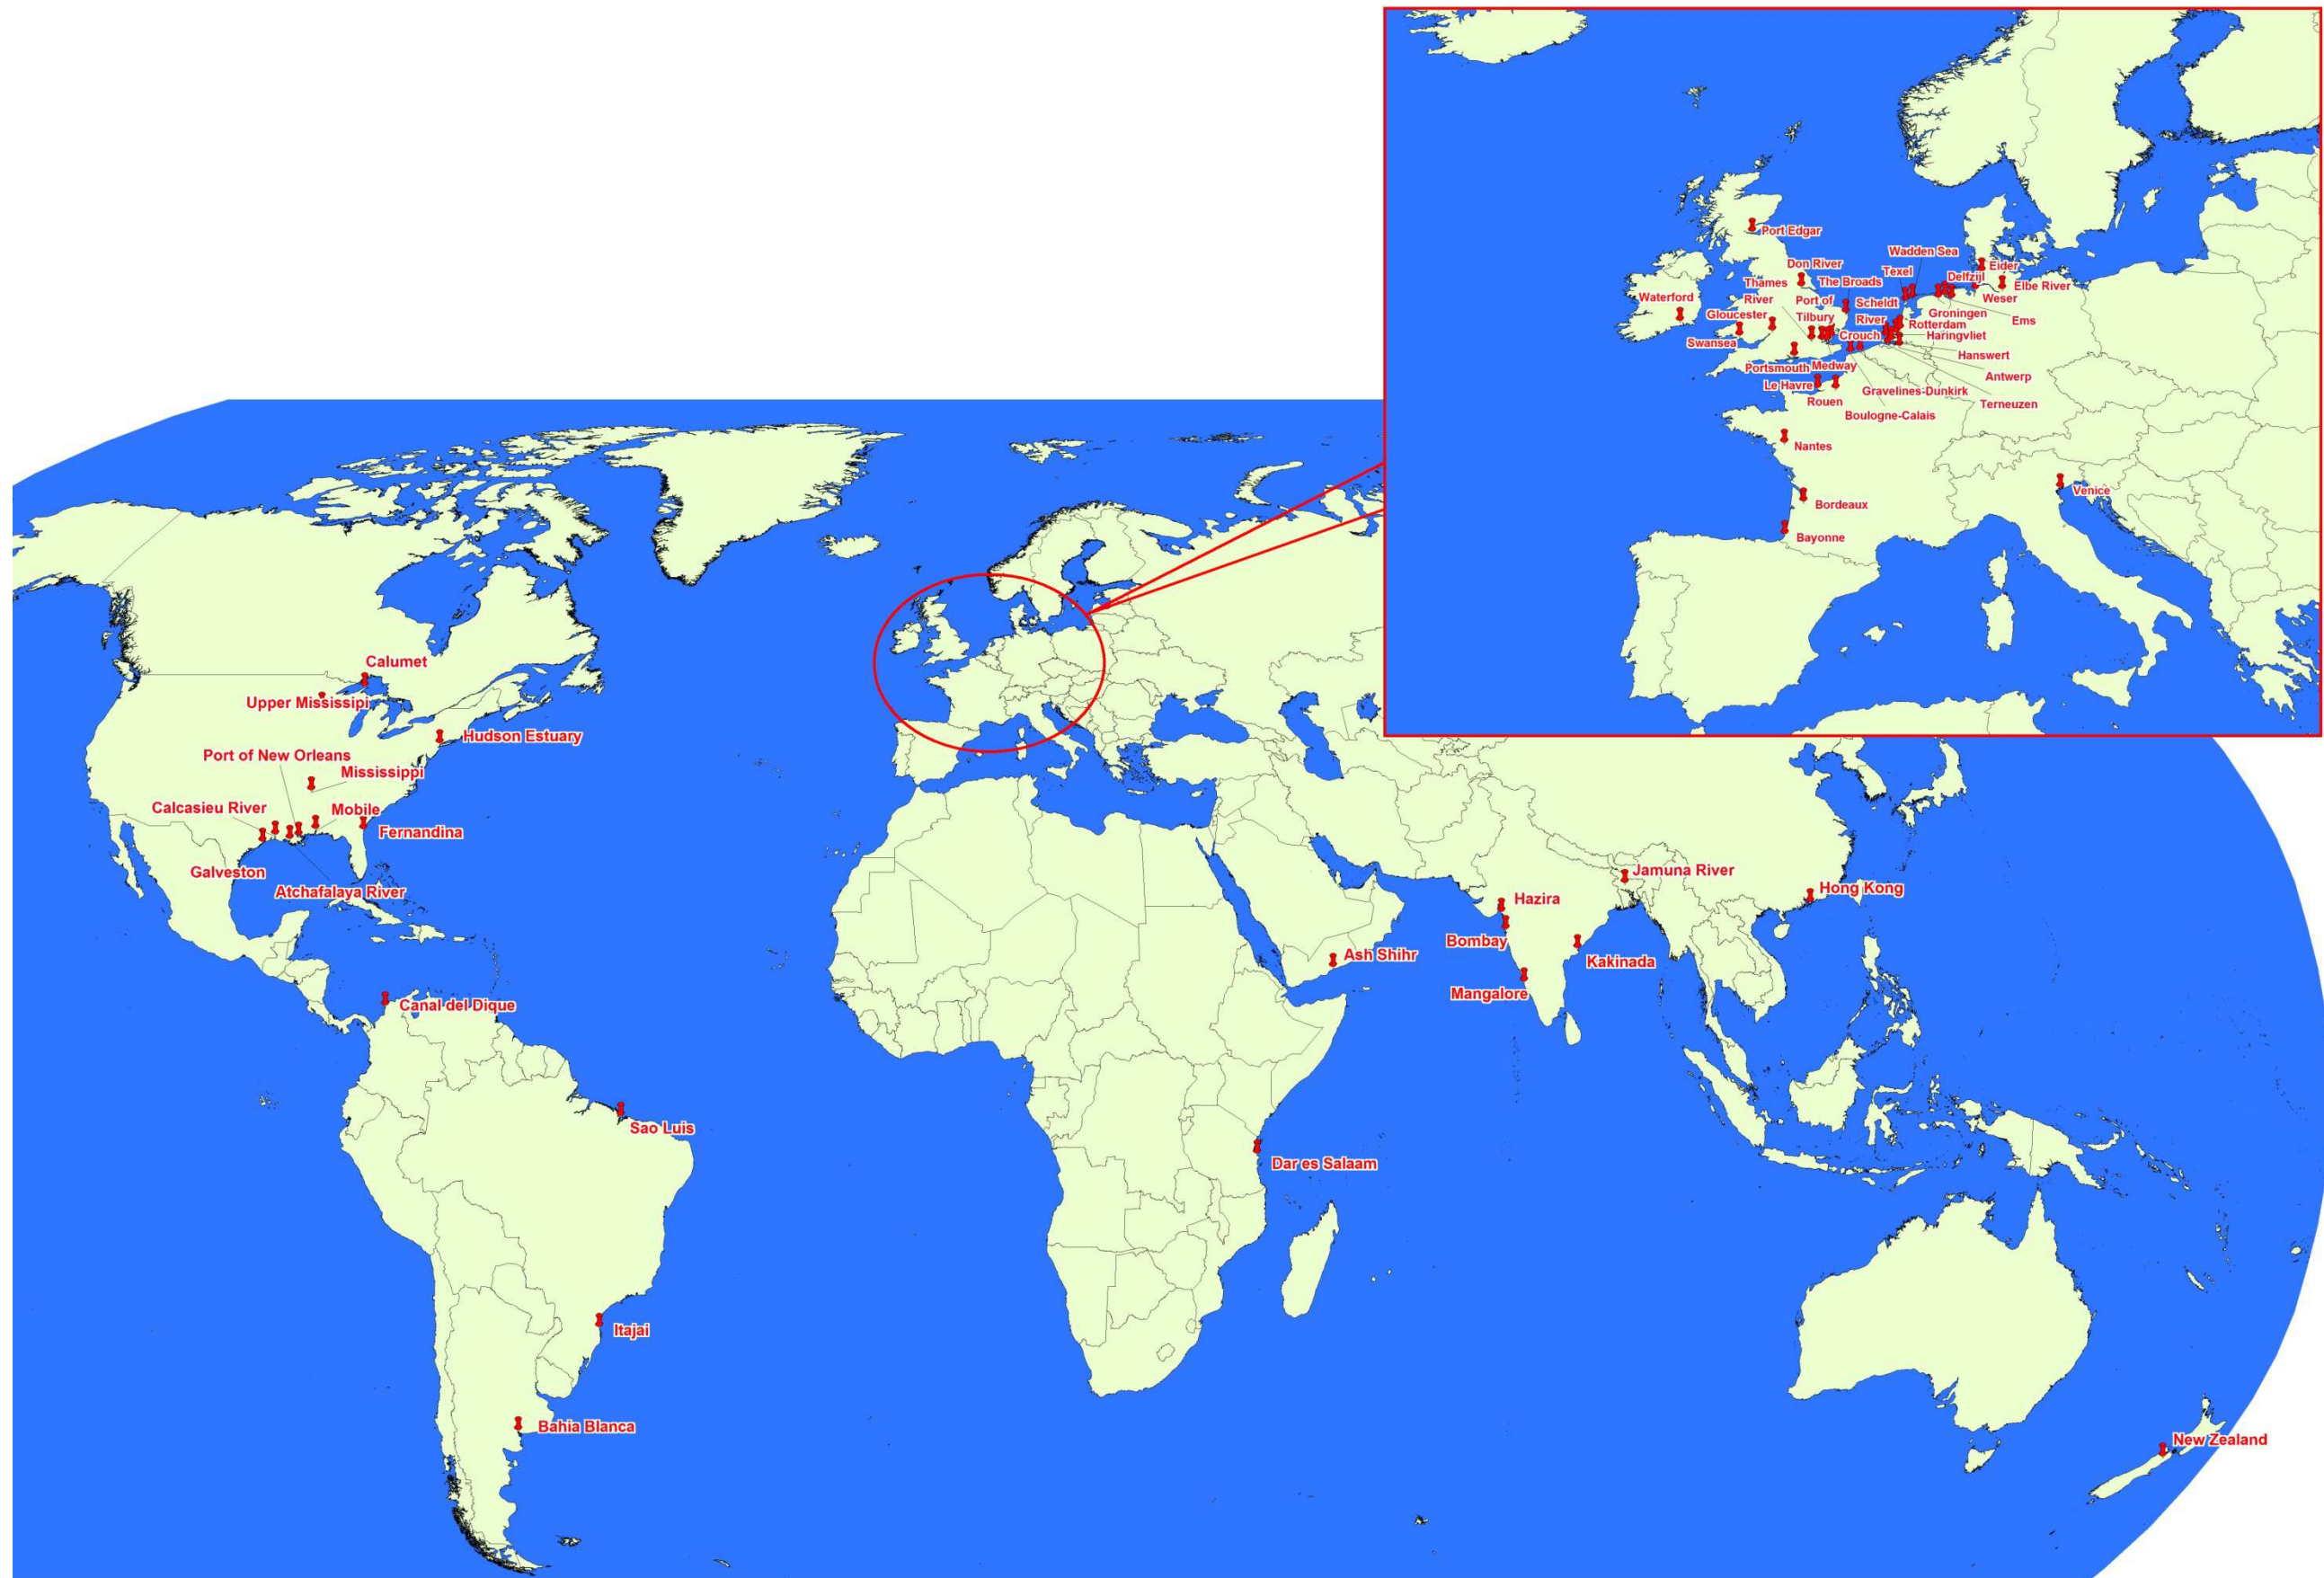 Port Edgar
Wadden Sea
Don River
Texel
Eider
Delfzijl
Thames
River
The Broads
Elbe River
Waterford
Port of
Tilbury
Scheldt
River
Weser
Gloucester
Groningen
Ems
Rotterdam
Swansea
Crouch
Haringvliet
Hanswert
Portsmouth
Medway
Antwerp
Le Havre
Gravelines-Dunkirk
Rouen
Terneuzen
Boulogne-Calais
Nantes
Venice
Bordeaux
Bayonne
Calumet
Upper Mississipi
Hudson Estuary
Port of New Orleans
Mississippi
Calcasieu River
Mobile
Fernandina
Galveston
Atchafalaya River
Jamuna River
Hong Kong
Hazira
Bombay
Ash Shihr
Kakinada
Mangalore
Canal del Dique
Sao Luis
Dar es Salaam
Itajai
Bahia Blanca
New Zealand